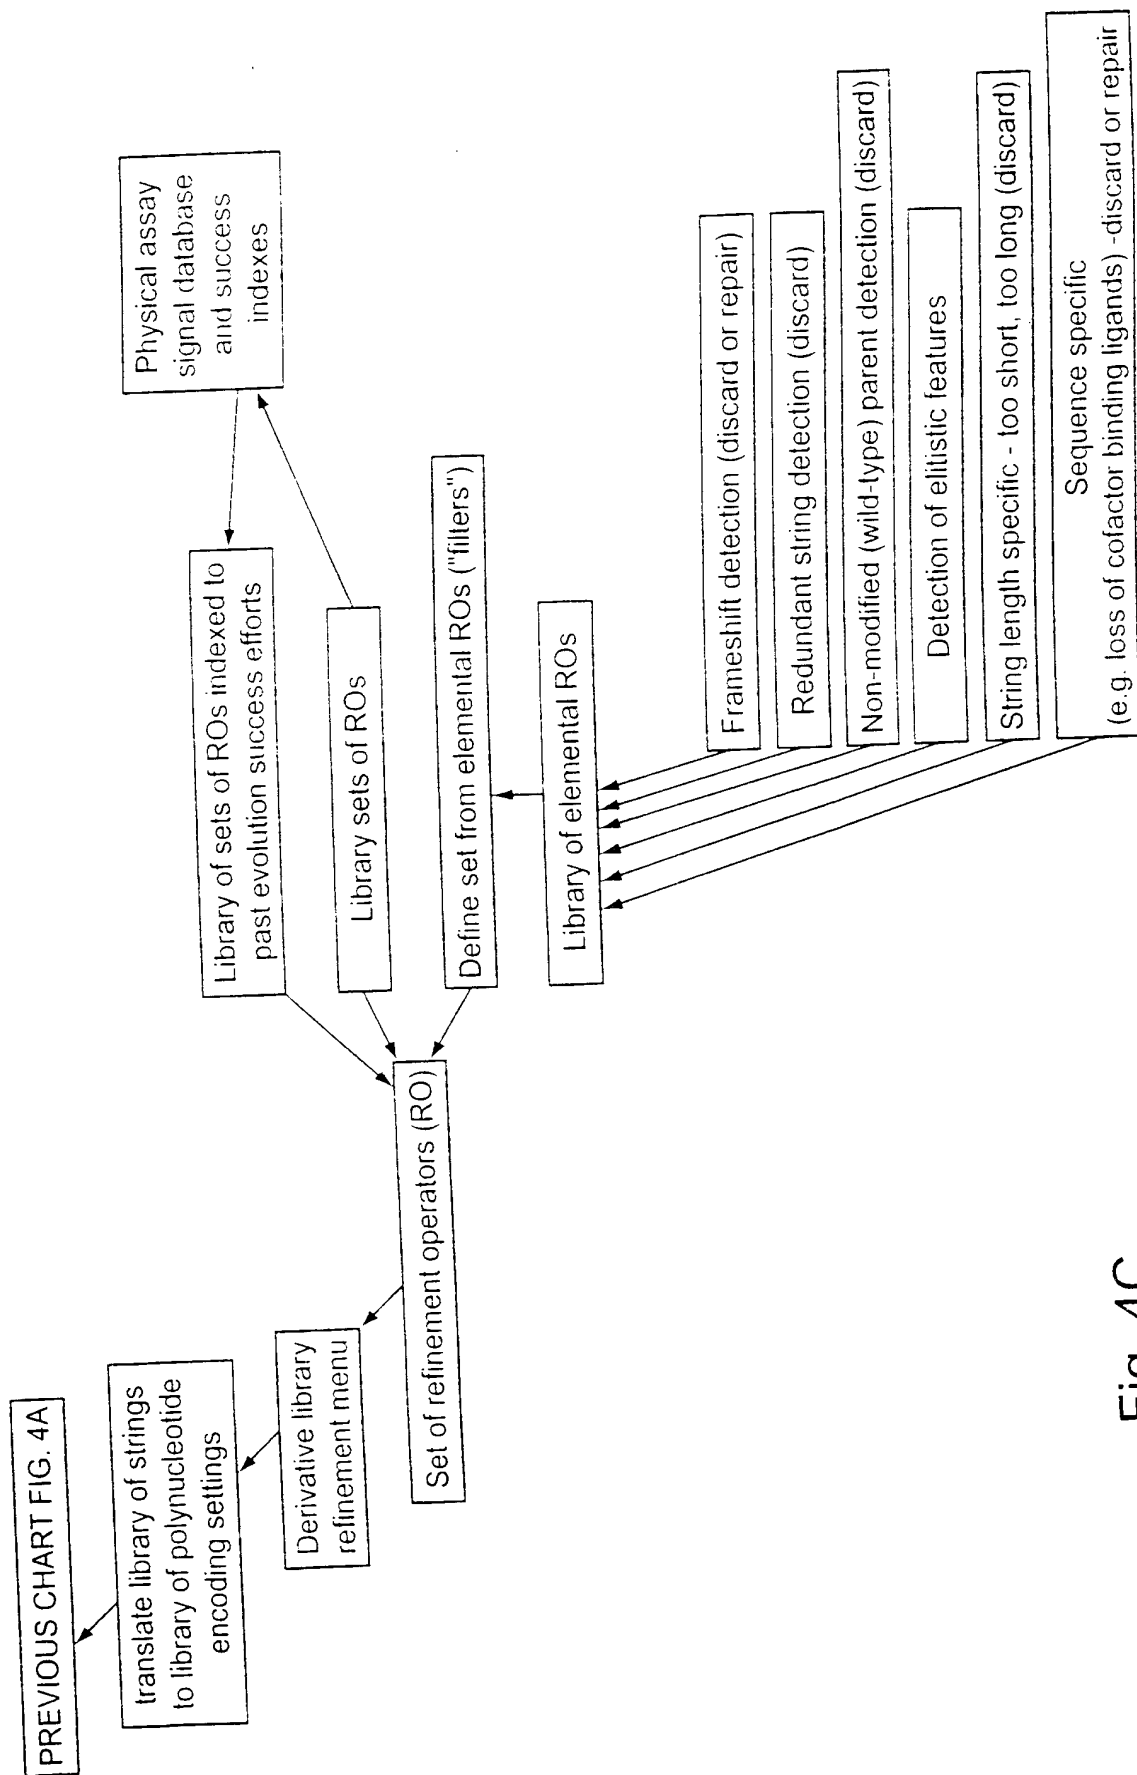 PREVIOUS CHART FIG. 4A
translate library of strings
to library of polynucleotide
encoding settings
Derivative library
refinement menu
Set of refinement operators (RO)
Physical assay
signal database
and success
indexes
Library of sets of ROs indexed to
past evolution success efforts
Library sets of ROs
Define set from elemental ROs ("filters")
Library of elemental ROs
Frameshift detection (discard or repair)
Redundant string detection (discard)
Non-modified (wild-type) parent detection (discard)
Detection of elitistic features
String length specific - too short, too long (discard)
Sequence specific
(e.g. loss of cofactor binding ligands) -discard or repair
Fig. 4C